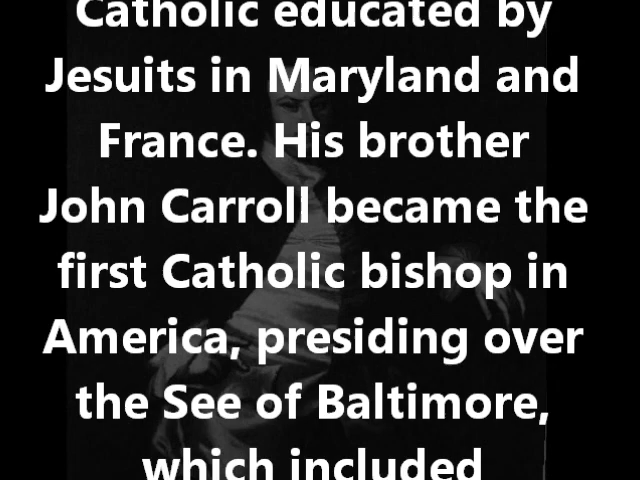 Catholic educated by
Jesuits in Maryland and
France. His brother
John Carroll became the
first Catholic bishop in
America, presiding over
the See of Baltimore,
which included